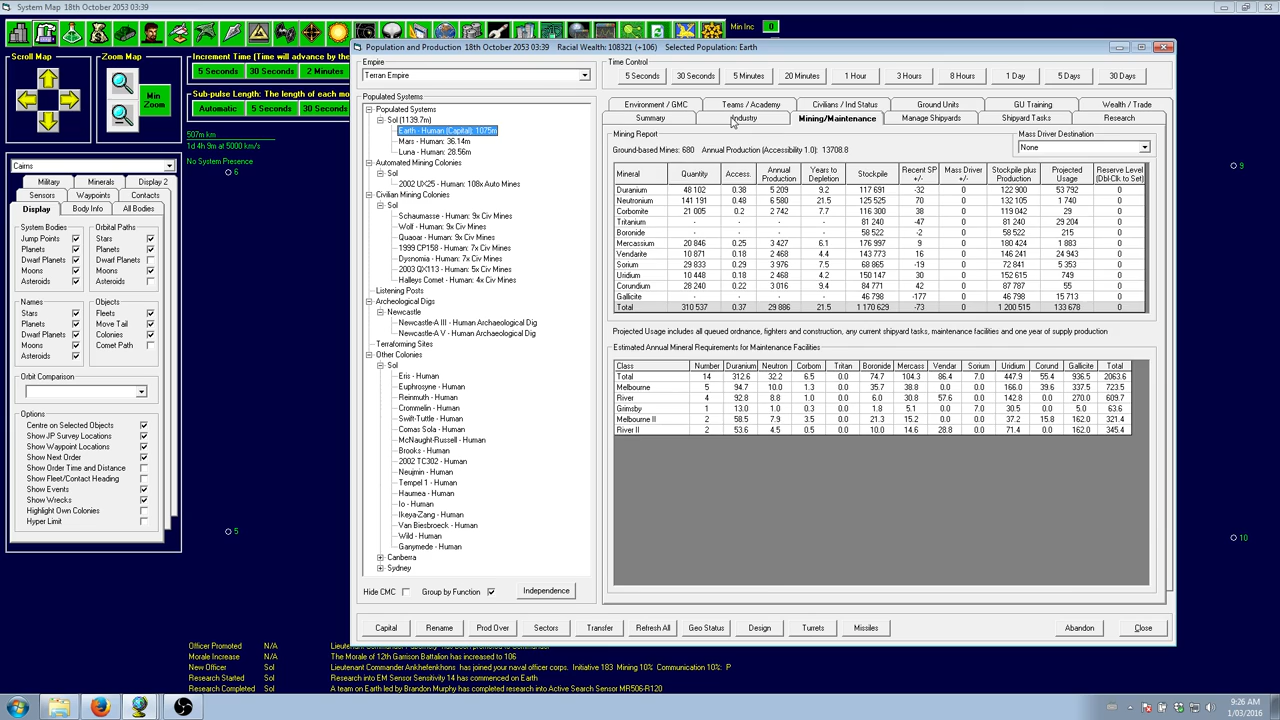 System Map 18th October 2053 03:39
Min Inc 0
Scroll Map
Zoom Map
Min Zoom
Increment Time (Time will advance by the
5 Seconds 30 Seconds 2 Minutes
Sub-pulse Length: The length of each mo
Automatic 5 Seconds 30 Seconds
507m km
1d 4h 9m at 5000 km/s
No System Presence
6
5
9
10
Cairns
Military Minerals Display 2
Sensors Waypoints Contacts
Display Body Info All Bodies
System Bodies
Jump Points
Planets
Dwarf Planets
Moons
Asteroids
Orbital Paths
Stars
Planets
Dwarf Planets
Moons
Asteroids
Names
Stars
Planets
Dwarf Planets
Moons
Asteroids
Objects
Fleets
Move Tail
Colonies
Comet Path
Orbit Comparison
Options
Centre on Selected Objects
Show JP Survey Locations
Show Waypoint Locations
Show Next Order
Show Order Time and Distance
Show Fleet/Contact Heading
Show Events
Show Wrecks
Highlight Own Colonies
Hyper Limit
Population and Production 18th October 2053 03:39 Racial Wealth: 108321 (+106) Selected Population: Earth
Empire
Terran Empire
Time Control
5 Seconds 30 Seconds 5 Minutes 20 Minutes 1 Hour 3 Hours 8 Hours 1 Day 5 Days 30 Days
Populated Systems
Populated Systems
Sol (1139.7m)
Earth - Human (Capital): 1075m
Mars - Human: 36.14m
Luna - Human: 28.56m
Automated Mining Colonies
Sol
2002 UX25 - Human: 108x Auto Mines
Civilian Mining Colonies
Sol
Schaumasse - Human: 9x Civ Mines
Wolf - Human: 9x Civ Mines
Quaoar - Human: 9x Civ Mines
1999 CP158 - Human: 7x Civ Mines
Dysnomia - Human: 7x Civ Mines
2003 QX113 - Human: 5x Civ Mines
Halleys Comet - Human: 4x Civ Mines
Listening Posts
Archeological Digs
Newcastle
Newcastle-A III - Human Archaeological Dig
Newcastle-A V - Human Archaeological Dig
Terraforming Sites
Other Colonies
Sol
Eris - Human
Euphrosyne - Human
Reinmuth - Human
Crommelin - Human
Swift-Tuttle - Human
Comas Sola - Human
McNaught-Russell - Human
Brooks - Human
2002 TC302 - Human
Neujmin - Human
Tempel 1 - Human
Haumea - Human
Io - Human
Ikeya-Zang - Human
Van Biesbroeck - Human
Wild - Human
Ganymede - Human
Canberra
Sydney
Hide CMC Group by Function Independence
Environment / GMC Teams / Academy Civilians / Ind Status Ground Units GU Training Wealth / Trade
Summary Industry Mining/Maintenance Manage Shipyards Shipyard Tasks Research
Mining Report
Ground-based Mines: 680 Annual Production (Accessibility 1.0): 13708.8
Mass Driver Destination
None
Mineral Quantity Access. Annual Production Years to Depletion Stockpile Recent SP +/- Mass Driver +/- Stockpile plus Production Projected Usage Reserve Level (Dbl-Clk to Set)
Duranium 48 102 0.38 5 209 9.2 117 691 -32 0 122 900 53 792 0
Neutronium 141 191 0.48 6 580 21.5 125 525 70 0 132 105 1 740 0
Corbomite 21 005 0.2 2 742 7.7 116 300 38 0 119 042 29 0
Tritanium - - - - 81 240 -47 0 81 240 29 204 0
Boronide - - - - 58 522 -2 0 58 522 215 0
Mercassium 20 846 0.25 3 427 6.1 176 997 9 0 180 424 1 883 0
Vendarite 10 871 0.18 2 468 4.4 143 773 16 0 146 241 24 943 0
Sorium 29 833 0.29 3 976 7.5 68 865 -19 0 72 841 5 353 0
Uridium 10 448 0.18 2 468 4.2 150 147 30 0 152 615 749 0
Corundium 28 240 0.22 3 016 9.4 84 771 42 0 87 787 55 0
Gallicite - - - - 46 798 -177 0 46 798 15 713 0
Total 310 537 0.37 29 886 21.5 1 170 629 -73 0 1 200 515 133 678 0
Projected Usage includes all queued ordnance, fighters and construction, any current shipyard tasks, maintenance facilities and one year of supply production
Estimated Annual Mineral Requirements for Maintenance Facilities
Class Number Duranium Neutron Corbom Tritan Boronide Mercass Vendar Sorium Uridium Corund Gallicite Total
Total 14 312.6 32.2 6.5 0.0 74.7 104.3 86.4 7.0 447.9 55.4 936.5 2063.6
Melbourne 5 94.7 10.0 1.3 0.0 35.7 38.8 0.0 0.0 166.0 39.6 337.5 723.5
River 4 92.8 8.8 1.0 0.0 6.0 30.8 57.6 0.0 142.8 0.0 270.0 609.7
Grimsby 1 13.0 1.0 0.2 0.0 1.8 5.1 0.0 7.0 30.5 0.0 5.0 63.6
Melbourne II 2 58.5 7.9 3.5 0.0 21.3 15.2 0.0 0.0 37.2 15.8 162.0 321.4
River II 2 53.6 4.5 0.5 0.0 10.0 14.6 28.8 0.0 71.4 0.0 162.0 345.4
Capital Rename Prod Over Sectors Transfer Refresh All Geo Status Design Turrets Missiles Abandon Close
Officer Promoted N/A
Morale Increase N/A The Morale of 12th Garrison Battalion has increased to 106
New Officer Sol Lieutenant Commander Ankhefenkhons has joined your naval officer corps. Initiative 183 Mining 10% Communication 10%: P
Research Started Sol Research into EM Sensor Sensitivity 14 has commenced on Earth
Research Completed Sol A team on Earth led by Brandon Murphy has completed research into Active Search Sensor MR506-R120
9:26 AM
1/03/2016